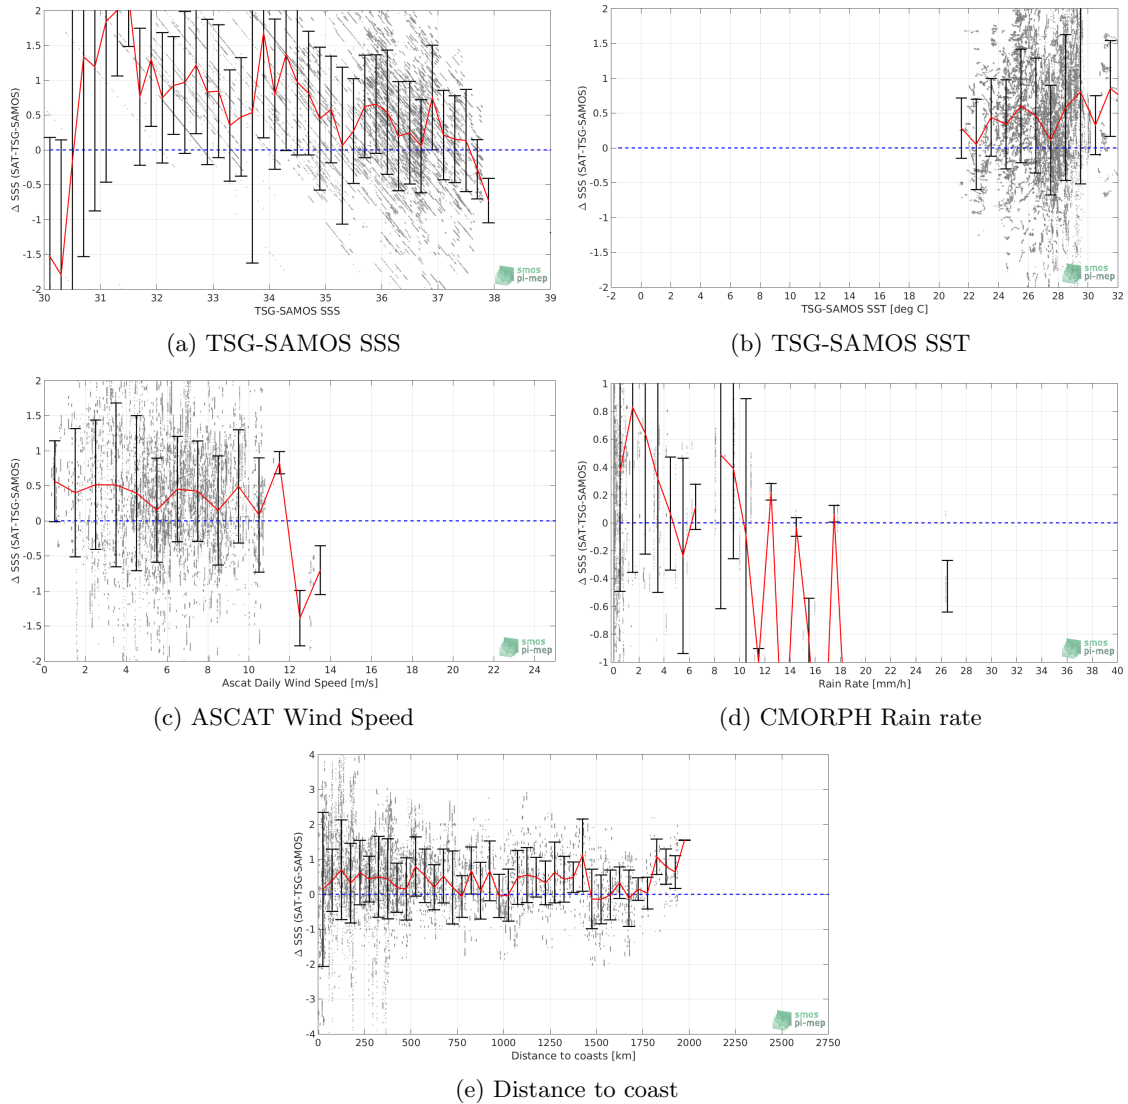 2
1.5
1
0.5
0
-0.5
-1
-1.5
-2
Δ SSS (SAT-TSG-SAMOS)
30 31 32 33 34 35 36 37 38 39
TSG-SAMOS SSS
smos
pi-mep
(a) TSG-SAMOS SSS
2
1.5
1
0.5
0
-0.5
-1
-1.5
-2
Δ SSS (SAT-TSG-SAMOS)
-2 0 2 4 6 8 10 12 14 16 18 20 22 24 26 28 30 32
TSG-SAMOS SST [deg C]
smos
pi-mep
(b) TSG-SAMOS SST
2
1.5
1
0.5
0
-0.5
-1
-1.5
-2
Δ SSS (SAT-TSG-SAMOS)
0 2 4 6 8 10 12 14 16 18 20 22 24
Ascat Daily Wind Speed [m/s]
smos
pi-mep
(c) ASCAT Wind Speed
1
0.8
0.6
0.4
0.2
0
-0.2
-0.4
-0.6
-0.8
-1
Δ SSS (SAT-TSG-SAMOS)
0 2 4 6 8 10 12 14 16 18 20 22 24 26 28 30 32 34 36 38 40
Rain Rate [mm/h]
smos
pi-mep
(d) CMORPH Rain rate
4
3
2
1
0
-1
-2
-3
-4
Δ SSS (SAT-TSG-SAMOS)
0 250 500 750 1000 1250 1500 1750 2000 2250 2500 2750
Distance to coasts [km]
smos
pi-mep
(e) Distance to coast